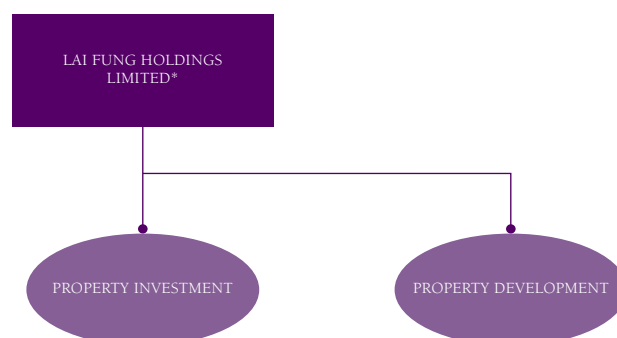 LAI FUNG HOLDINGS
LIMITED*
PROPERTY INVESTMENT
PROPERTY DEVELOPMENT